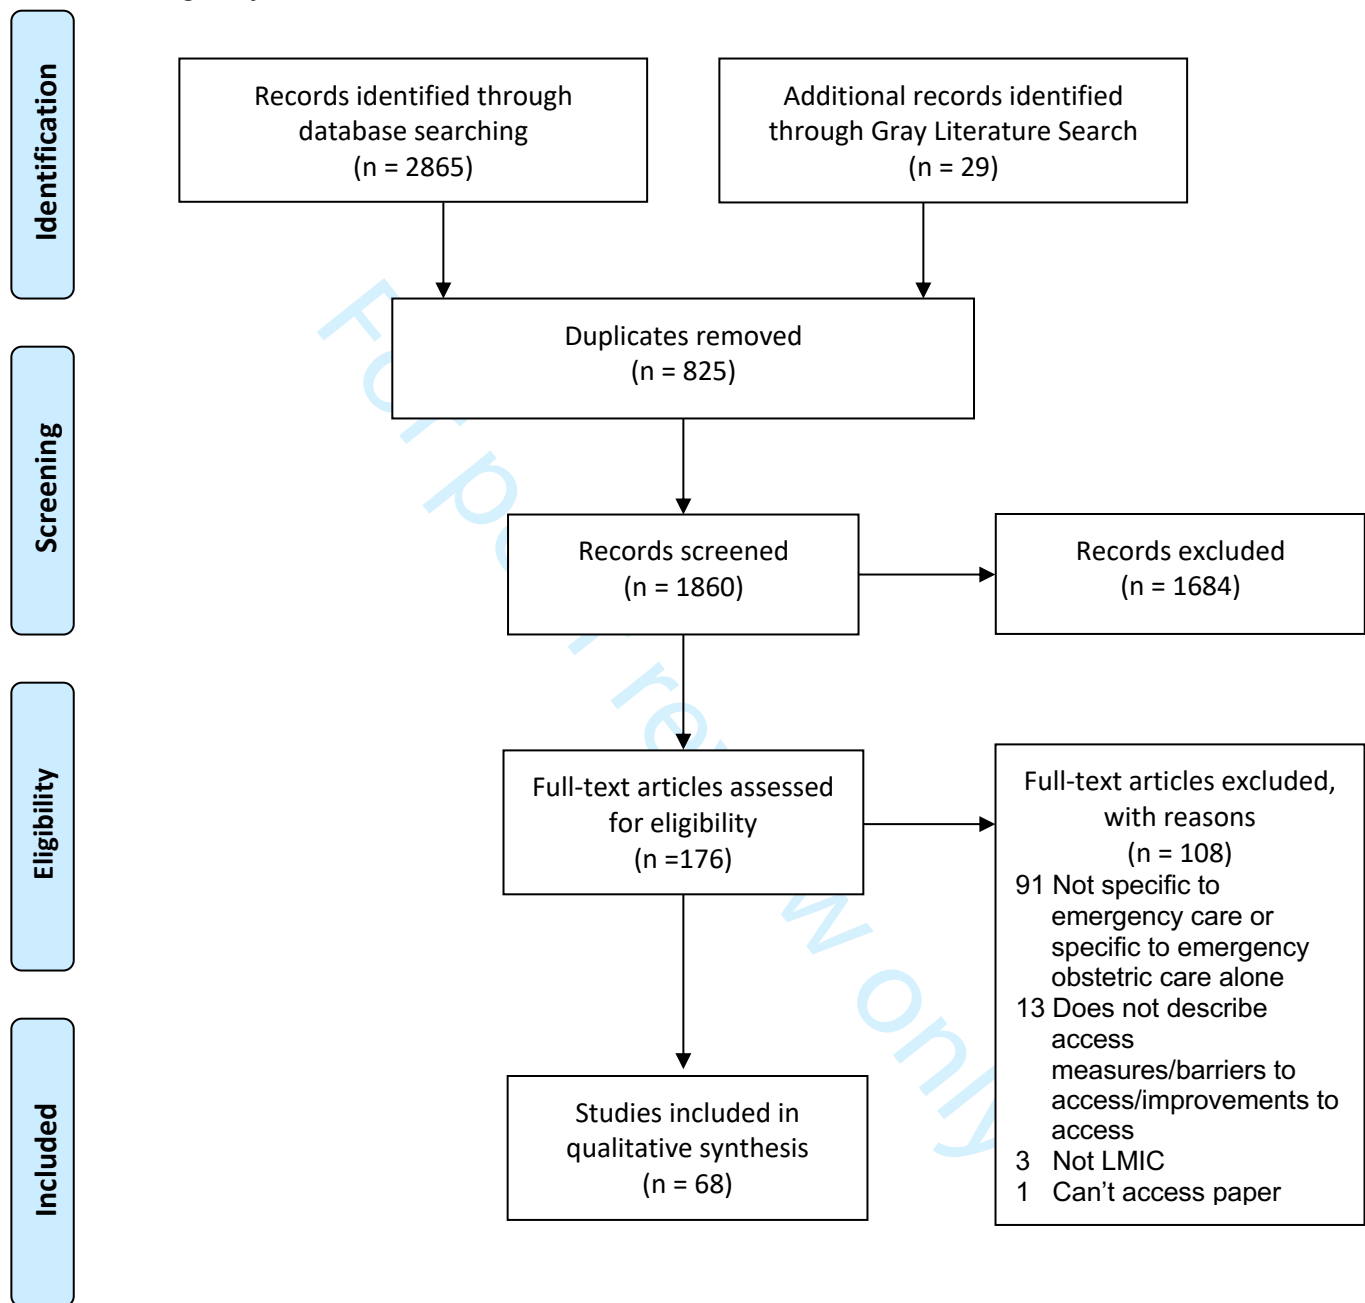 Identification
Records identified through
database searching
(n = 2865)
Additional records identified
through Gray Literature Search
(n = 29)
Duplicates removed
(n = 825)
Screening
Records screened
(n = 1860)
Records excluded
(n = 1684)
Eligibility
Full-text articles assessed
for eligibility
(n =176)
Full-text articles excluded,
with reasons
(n = 108)
91 Not specific to
emergency care or
specific to emergency
obstetric care alone
13 Does not describe
access
measures/barriers to
access/improvements to
access
3 Not LMIC
1 Can't access paper
Included
Studies included in
qualitative synthesis
(n = 68)
For peer review only